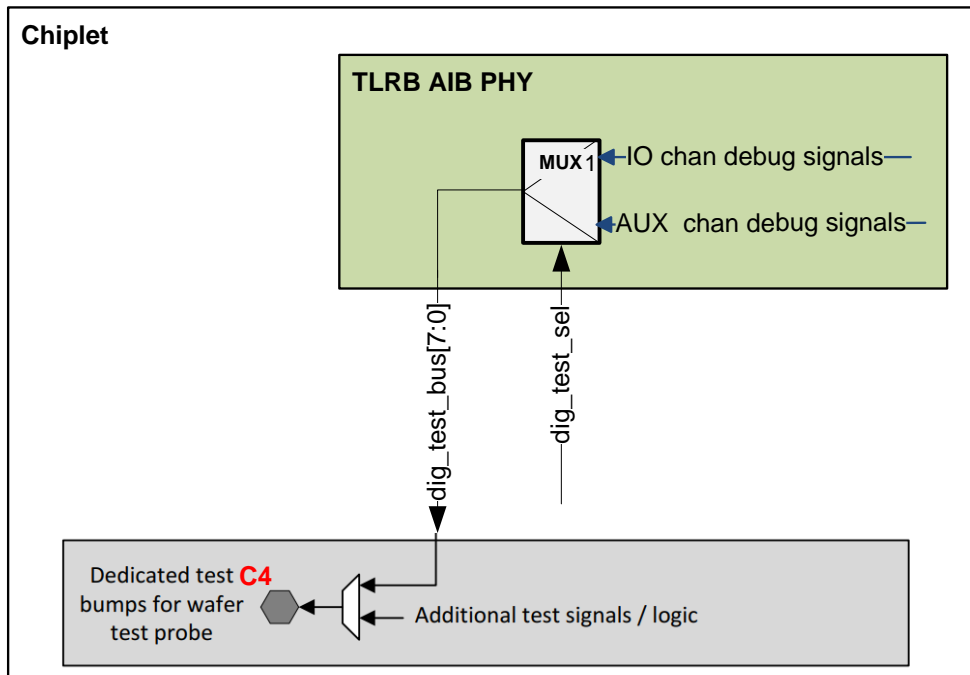 Chiplet
TLRB AIB PHY
MUX 1
IO chan debug signals
AUX chan debug signals
dig_test_bus[7:0]
dig_test_sel
Dedicated test C4
bumps for wafer
test probe
Additional test signals / logic